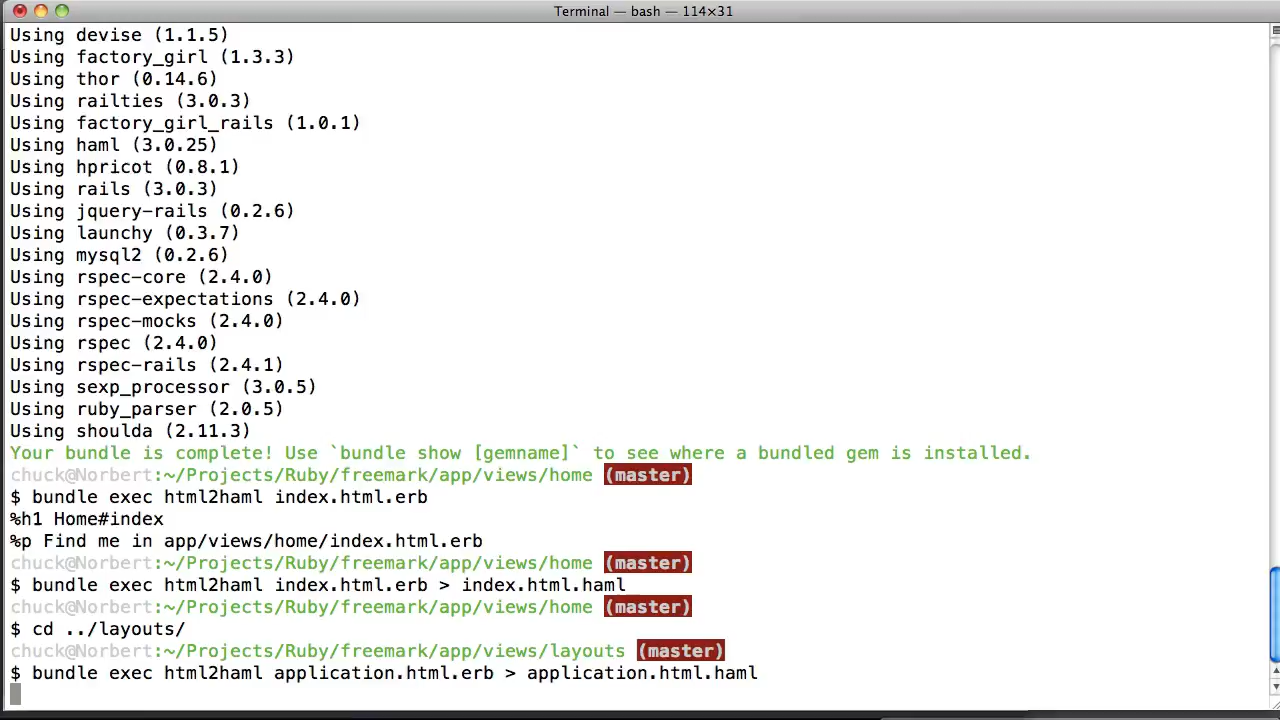 Terminal — bash — 114×31
Using devise (1.1.5)
Using factory_girl (1.3.3)
Using thor (0.14.6)
Using railties (3.0.3)
Using factory_girl_rails (1.0.1)
Using haml (3.0.25)
Using hpricot (0.8.1)
Using rails (3.0.3)
Using jquery-rails (0.2.6)
Using launchy (0.3.7)
Using mysql2 (0.2.6)
Using rspec-core (2.4.0)
Using rspec-expectations (2.4.0)
Using rspec-mocks (2.4.0)
Using rspec (2.4.0)
Using rspec-rails (2.4.1)
Using sexp_processor (3.0.5)
Using ruby_parser (2.0.5)
Using shoulda (2.11.3)
Your bundle is complete! Use `bundle show [gemname]` to see where a bundled gem is installed.
chuck@Norbert:~/Projects/Ruby/freemark/app/views/home (master)
$ bundle exec html2haml index.html.erb
%h1 Home#index
%p Find me in app/views/home/index.html.erb
chuck@Norbert:~/Projects/Ruby/freemark/app/views/home (master)
$ bundle exec html2haml index.html.erb > index.html.haml
chuck@Norbert:~/Projects/Ruby/freemark/app/views/home (master)
$ cd ../layouts/
chuck@Norbert:~/Projects/Ruby/freemark/app/views/layouts (master)
$ bundle exec html2haml application.html.erb > application.html.haml